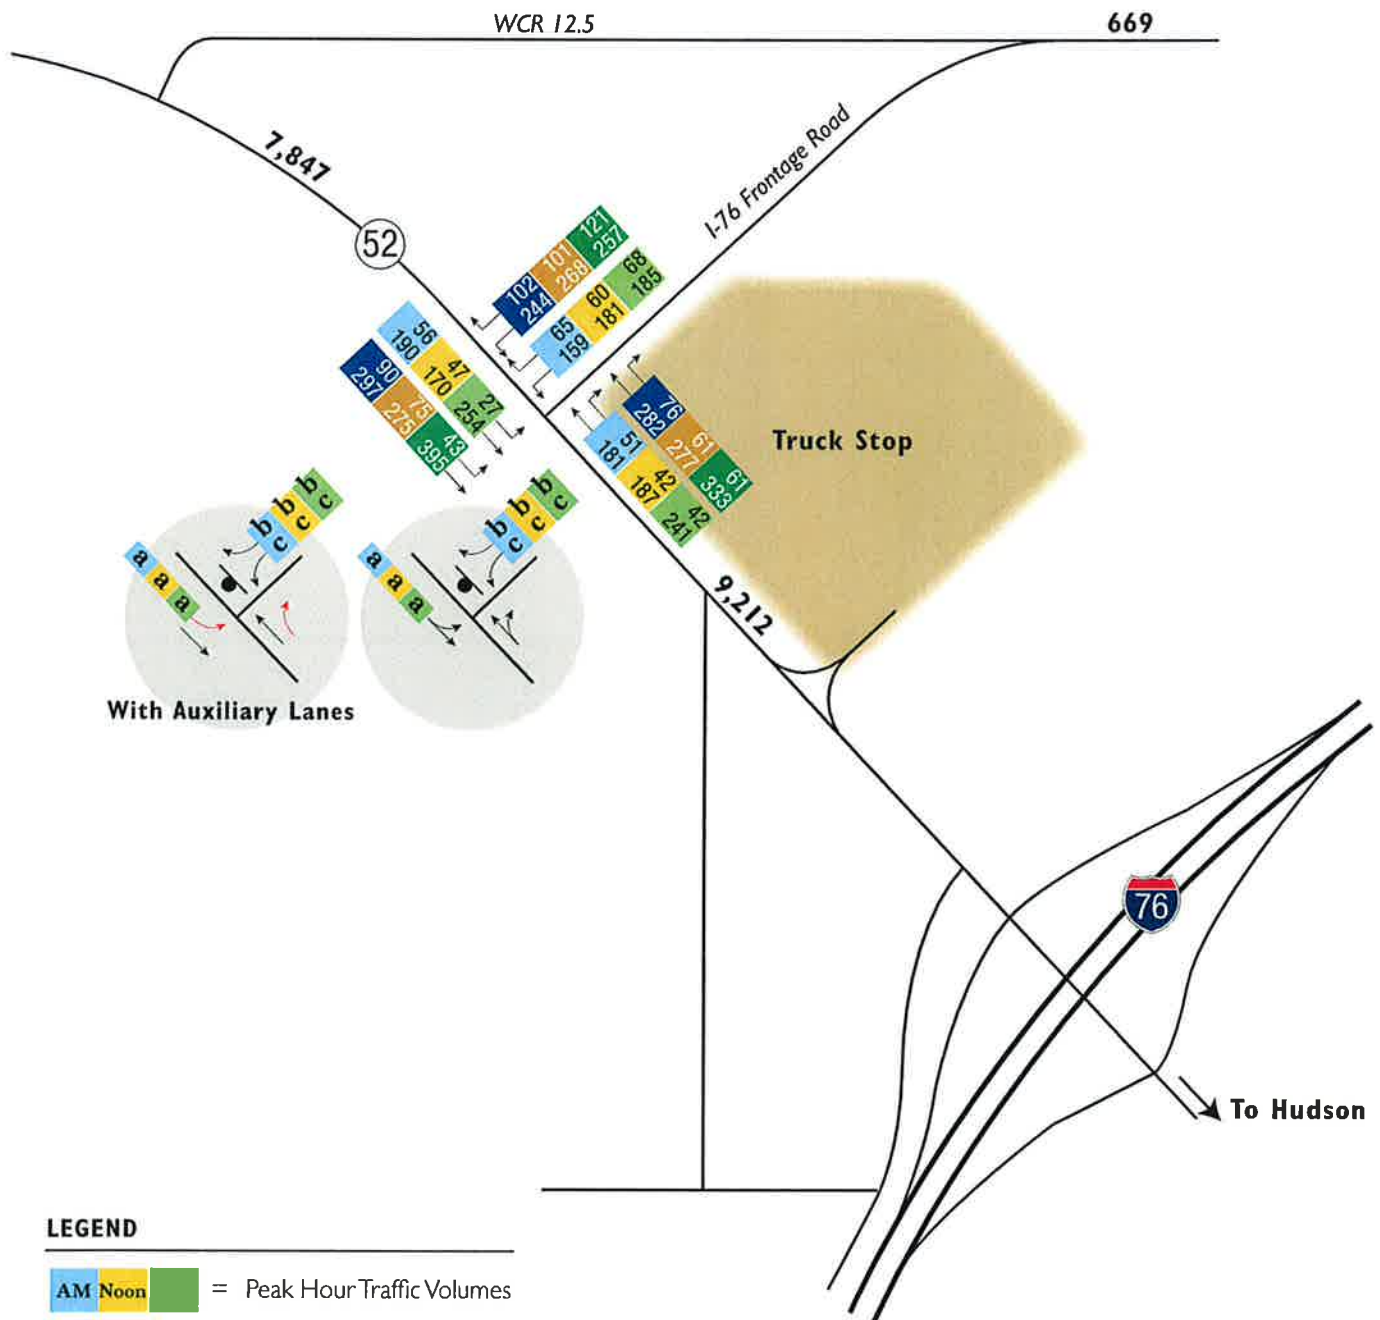 WCR 12.5
669
7,847
I-76 Frontage Road
52
102 101 121
244 268 257
65 60 68
159 181 185
56 47 27
190 170 254
90 75 43
297 275 395
76 61 61
282 277 333
51 42 42
181 187 241
Truck Stop
b b b
c c c
a a a
b b b
c c c
a a a
With Auxiliary Lanes
9,212
76
To Hudson
LEGEND
AM Noon = Peak Hour Traffic Volumes